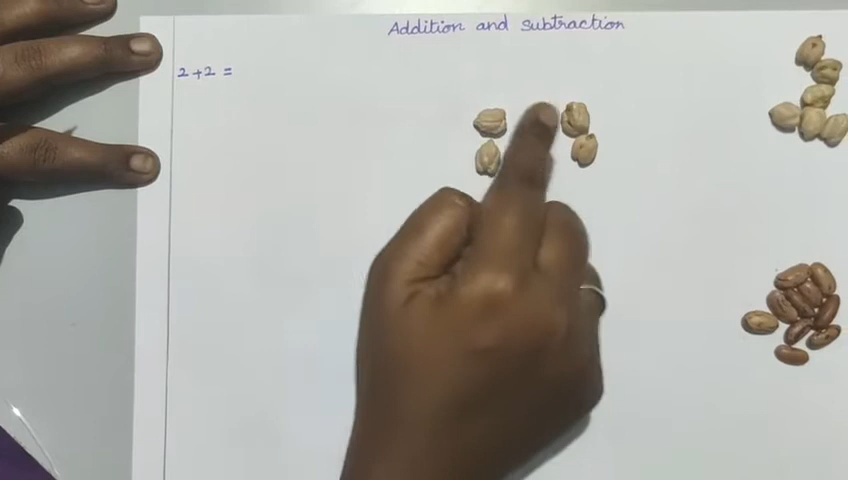 Addition and subtraction
2+2 =